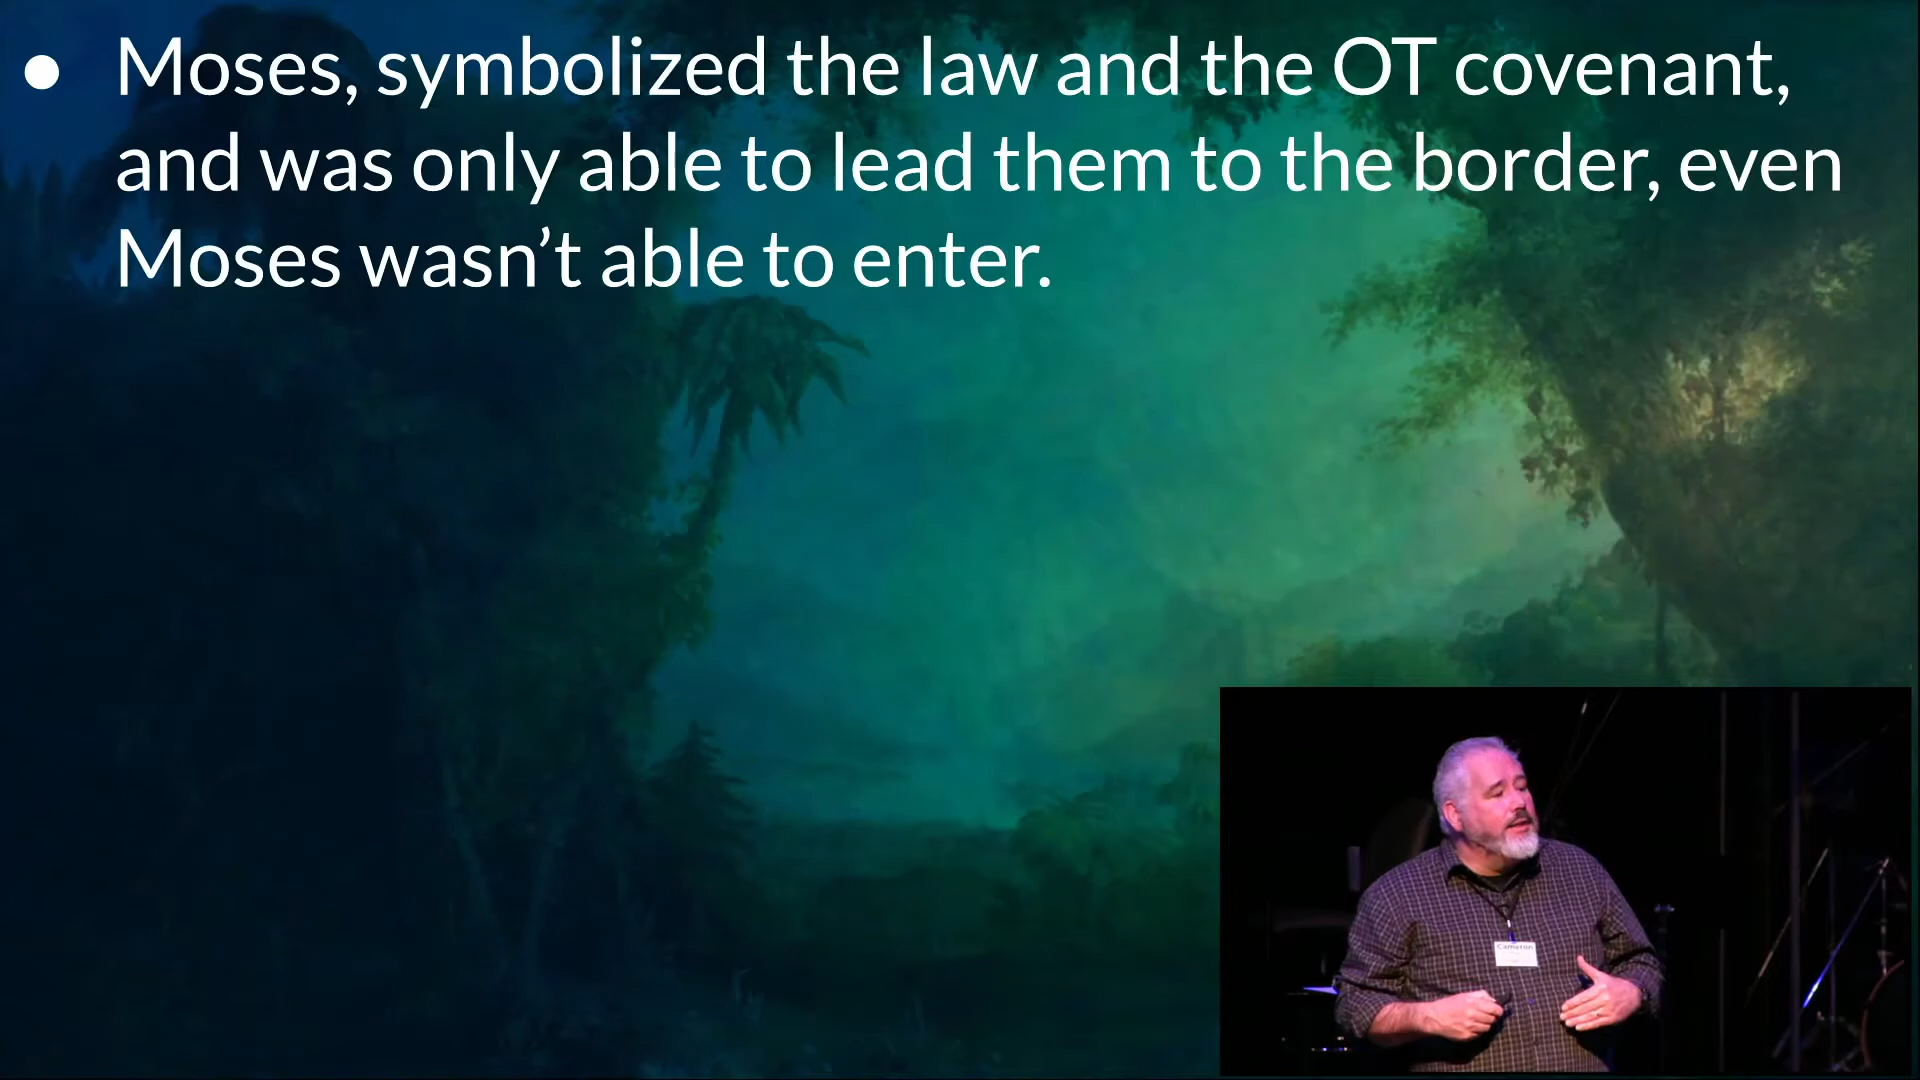 • Moses, symbolized the law and the OT covenant,
and was only able to lead them to the border, even
Moses wasn’t able to enter.
Cameron